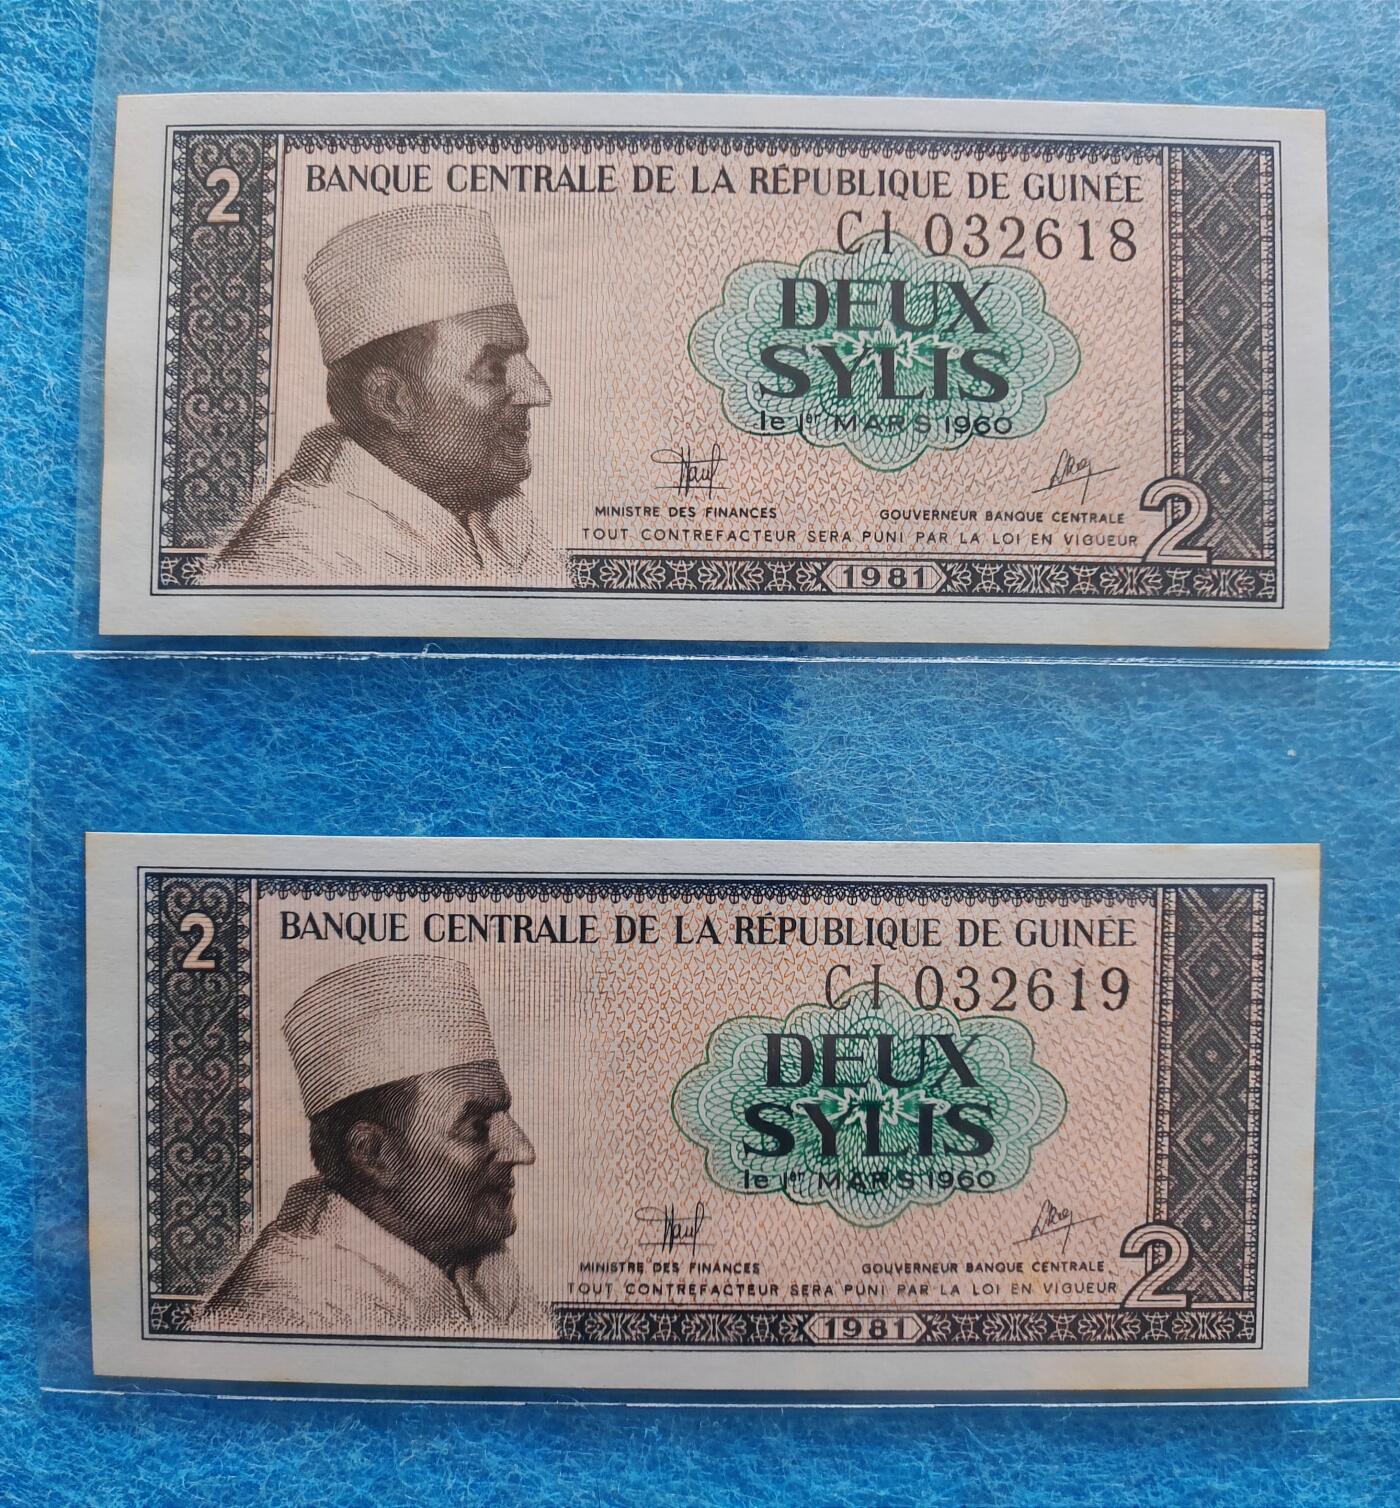 2
BANQUE CENTRALE DE LA RÉPUBLIQUE DE GUINÉE
CI 032618
DEUX
SYLIS
le 1er MARS 1960
MINISTRE DES FINANCES
GOUVERNEUR BANQUE CENTRALE
TOUT CONTREFACTEUR SERA PUNI PAR LA LOI EN VIGUEUR
2
1981
2
BANQUE CENTRALE DE LA RÉPUBLIQUE DE GUINÉE
CI 032619
DEUX
SYLIS
le 1er MARS 1960
MINISTRE DES FINANCES
GOUVERNEUR BANQUE CENTRALE
TOUT CONTREFACTEUR SERA PUNI PAR LA LOI EN VIGUEUR
2
1981